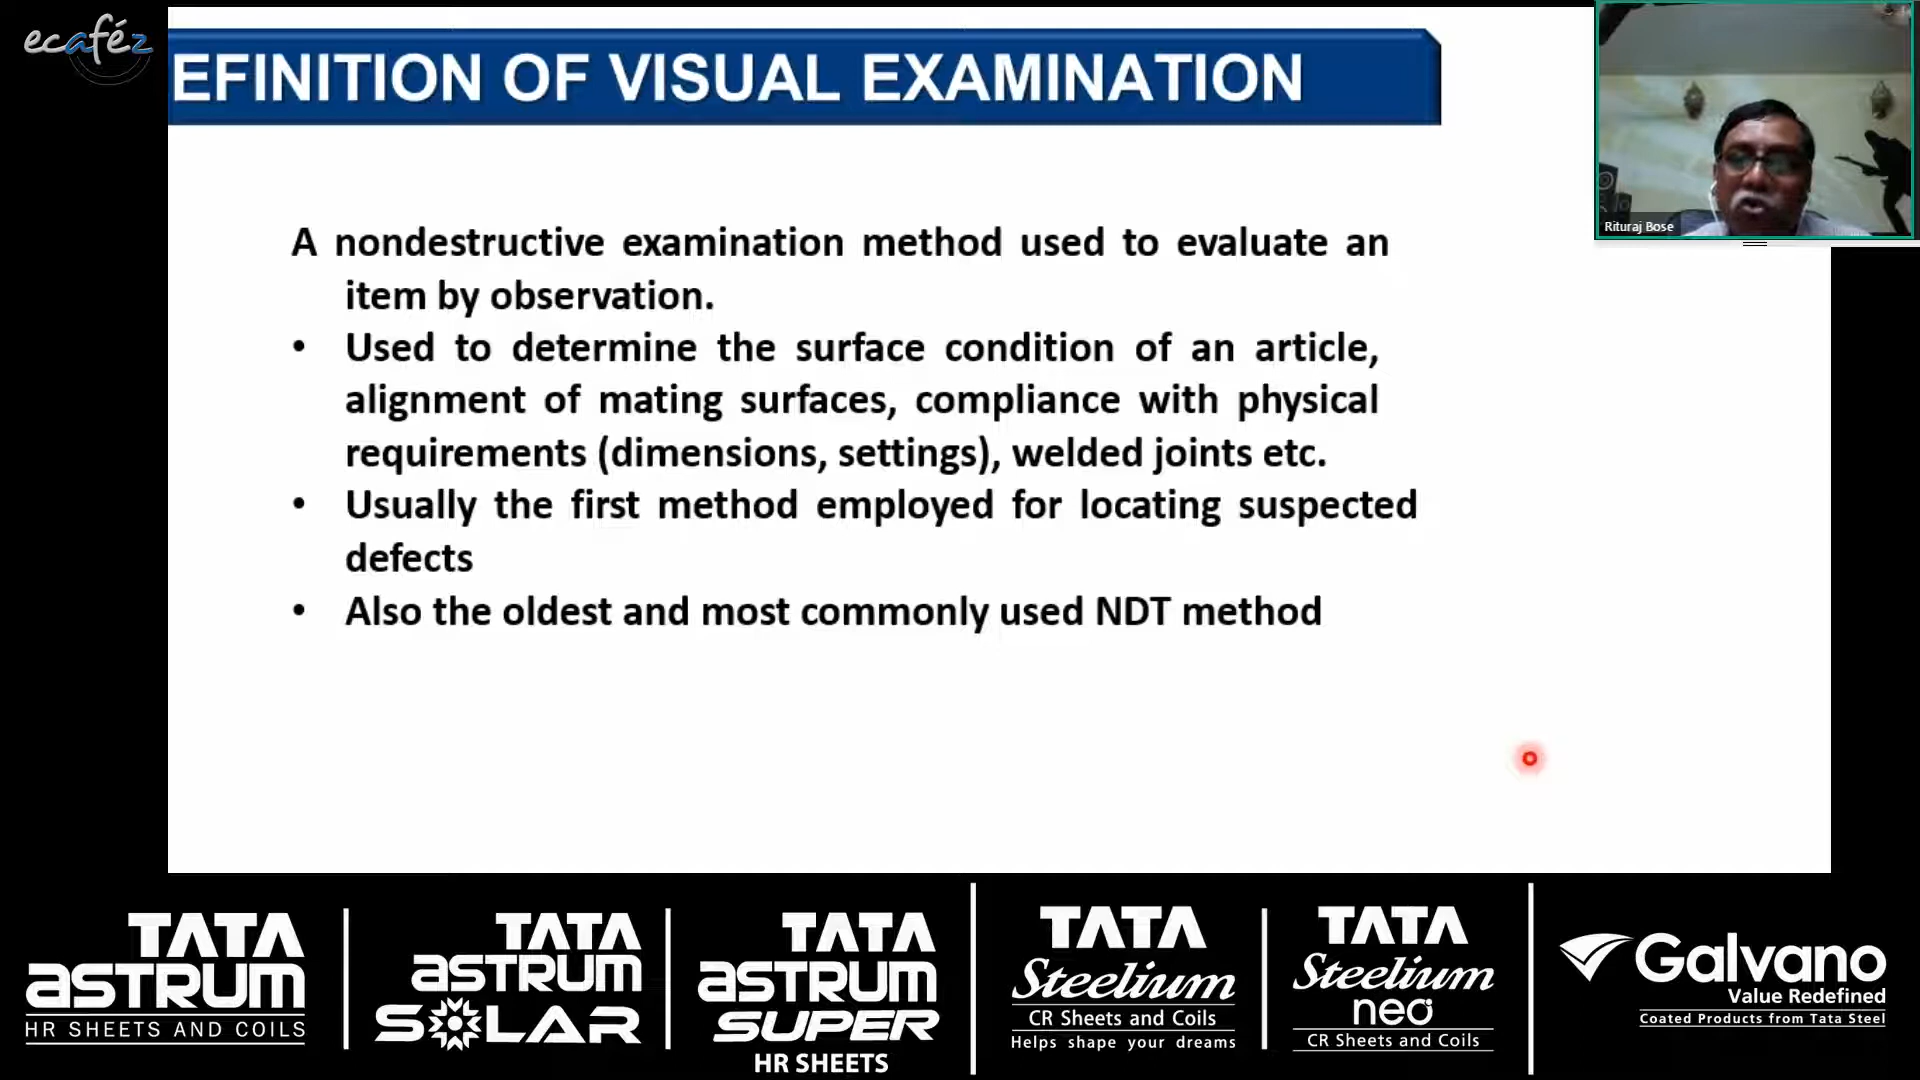 ecaféz
EFINITION OF VISUAL EXAMINATION
Rituraj Bose
A nondestructive examination method used to evaluate an
item by observation.
• Used to determine the surface condition of an article,
alignment of mating surfaces, compliance with physical
requirements (dimensions, settings), welded joints etc.
• Usually the first method employed for locating suspected
defects
• Also the oldest and most commonly used NDT method
TATA
ASTRUM
HR SHEETS AND COILS
TATA
ASTRUM
SOLAR
TATA
ASTRUM
SUPER
HR SHEETS
TATA
Steelium
CR Sheets and Coils
Helps shape your dreams
TATA
Steelium
neo
CR Sheets and Coils
Galvano
Value Redefined
Coated Products from Tata Steel